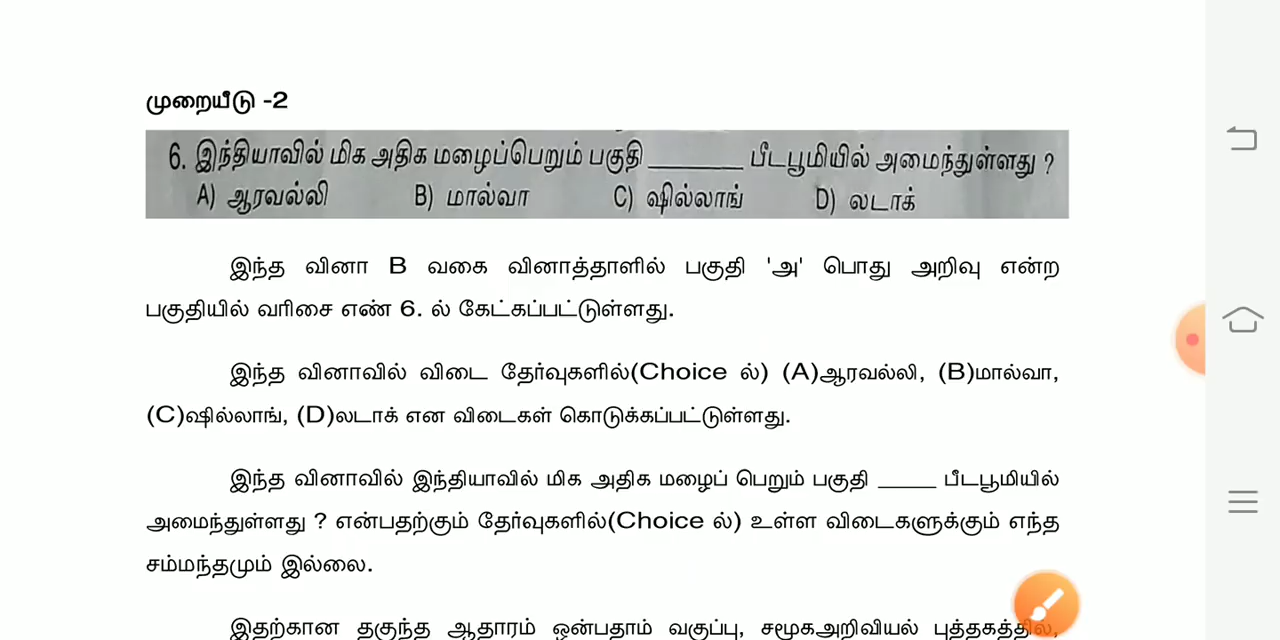 முறையீடு -2
6. இந்தியாவில் மிக அதிக மழைப்பெறும் பகுதி ________ பீடபூமியில் அமைந்துள்ளது ?
A) ஆரவல்லி B) மால்வா C) ஷில்லாங் D) லடாக்
இந்த வினா B வகை வினாத்தாளில் பகுதி 'அ' பொது அறிவு என்ற
பகுதியில் வரிசை எண் 6. ல் கேட்கப்பட்டுள்ளது.
இந்த வினாவில் விடை தேர்வுகளில்(Choice ல்) (A)ஆரவல்லி, (B)மால்வா,
(C)ஷில்லாங், (D)லடாக் என விடைகள் கொடுக்கப்பட்டுள்ளது.
இந்த வினாவில் இந்தியாவில் மிக அதிக மழைப் பெறும் பகுதி _____ பீடபூமியில்
அமைந்துள்ளது ? என்பதற்கும் தேர்வுகளில்(Choice ல்) உள்ள விடைகளுக்கும் எந்த
சம்மந்தமும் இல்லை.
இதற்கான தகுந்த ஆதாரம் ஒன்பதாம் வகுப்பு, சமூகஅறிவியல் புத்தகத்தில்,